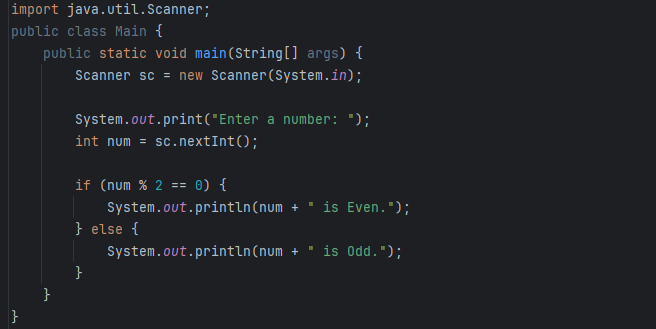 import java.util.Scanner;
public class Main {
    public static void main(String[] args) {
        Scanner sc = new Scanner(System.in);

        System.out.print("Enter a number: ");
        int num = sc.nextInt();

        if (num % 2 == 0) {
            System.out.println(num + " is Even.");
        } else {
            System.out.println(num + " is Odd.");
        }
    }
}